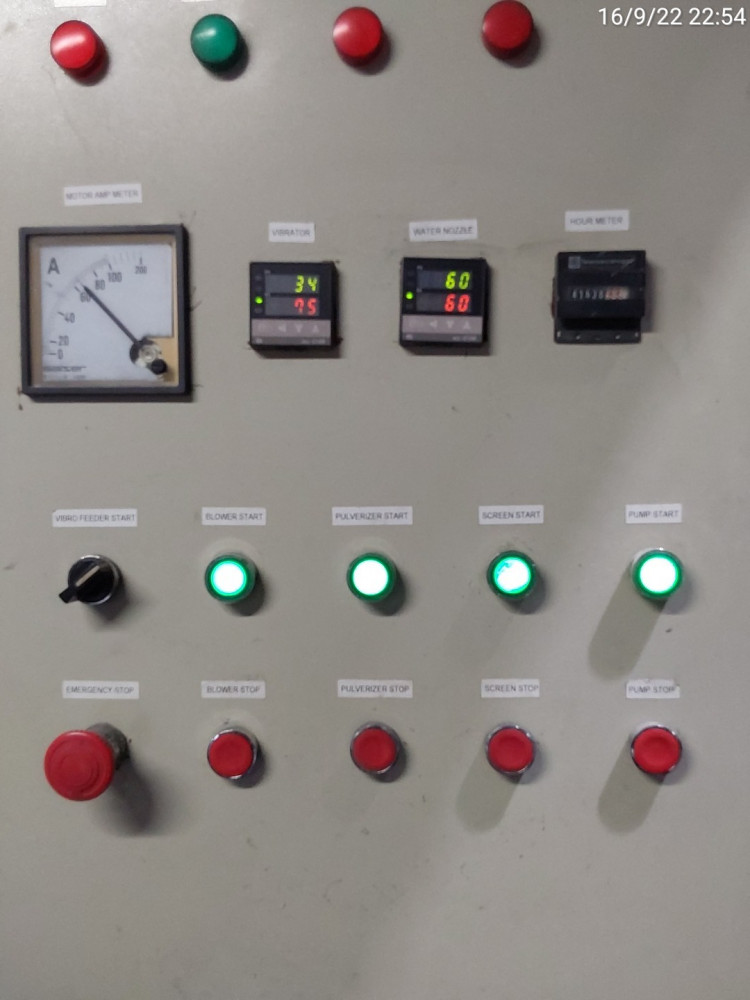 16/9/22 22:54
MOTOR AMP METER
VIBRATOR
WATER NOZZLE
HOUR METER
A
0
20
40
60
80
100
200
34
75
60
60
VIBRO FEEDER START
BLOWER START
PULVERIZER START
SCREEN START
PUMP START
EMERGENCY STOP
BLOWER STOP
PULVERIZER STOP
SCREEN STOP
PUMP STOP